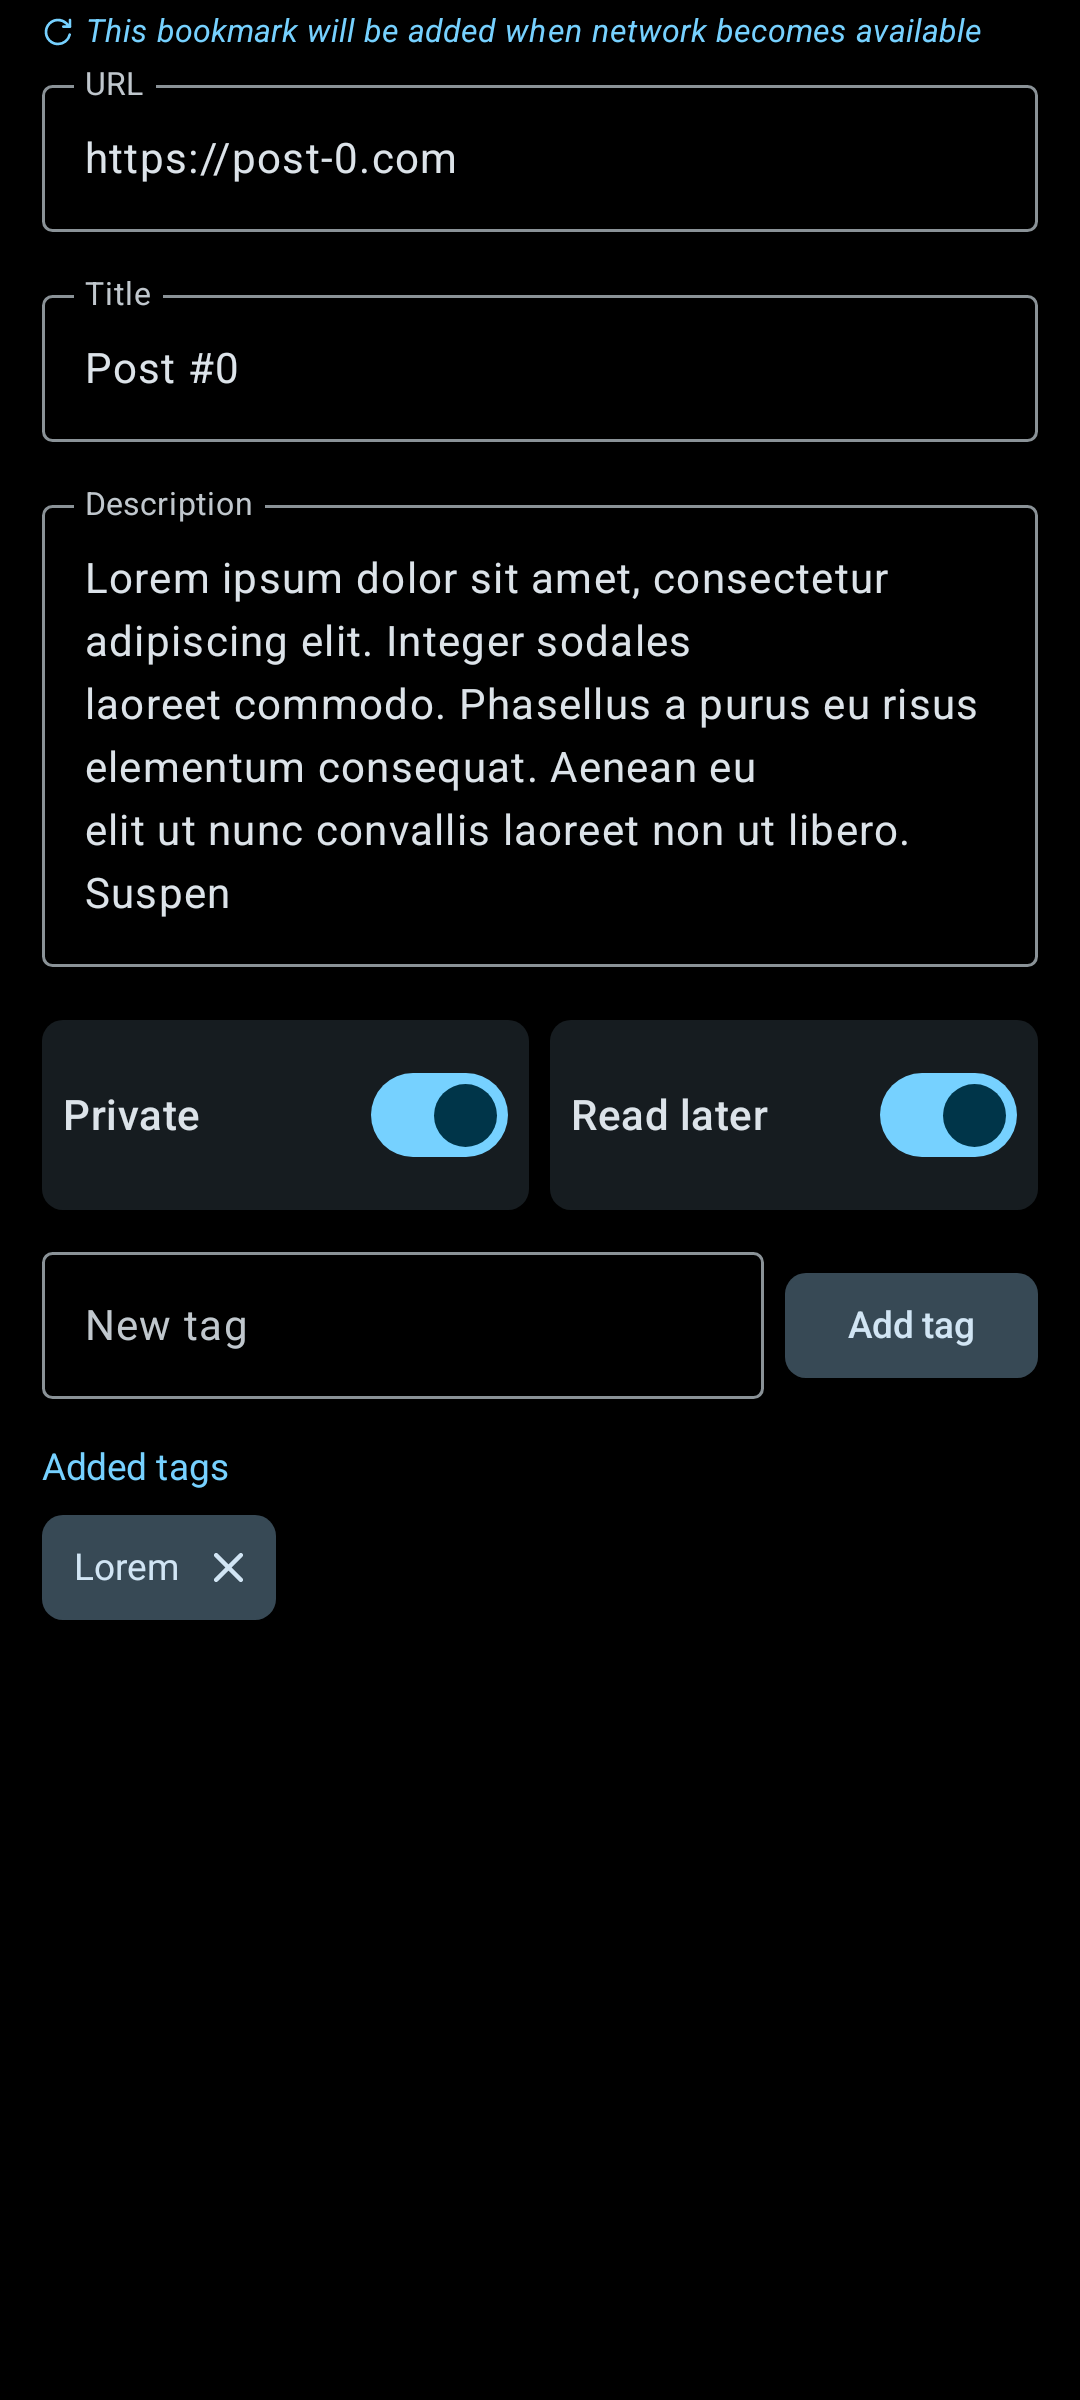 This bookmark will be added when network becomes available
URL
https://post-0.com
Title
Post #0
Description
Lorem ipsum dolor sit amet, consectetur
adipiscing elit. Integer sodales
laoreet commodo. Phasellus a purus eu risus
elementum consequat. Aenean eu
elit ut nunc convallis laoreet non ut libero.
Suspen
Private
Read later
New tag
Add tag
Added tags
Lorem